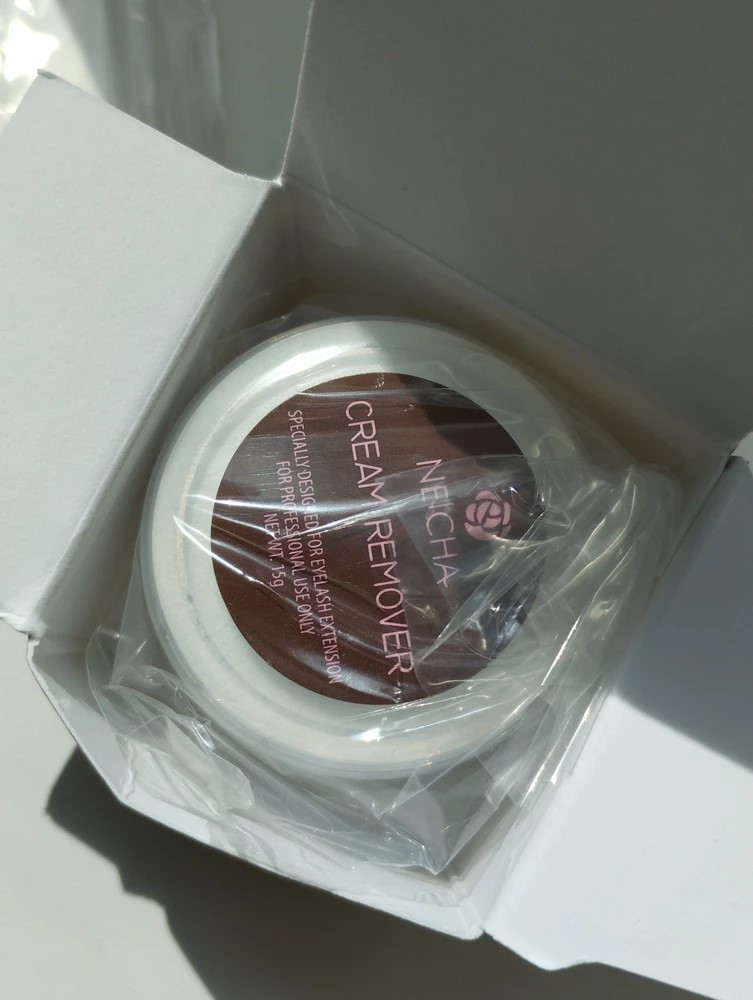 NEICHA
CREAM REMOVER
SPECIALLY DESIGNED FOR EYELASH EXTENSION
FOR PROFESSIONAL USE ONLY
NET WT. 15g